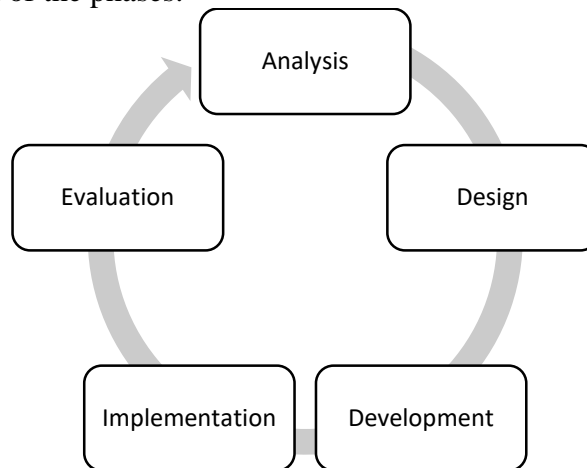 of the phases.
Analysis
Design
Development
Implementation
Evaluation